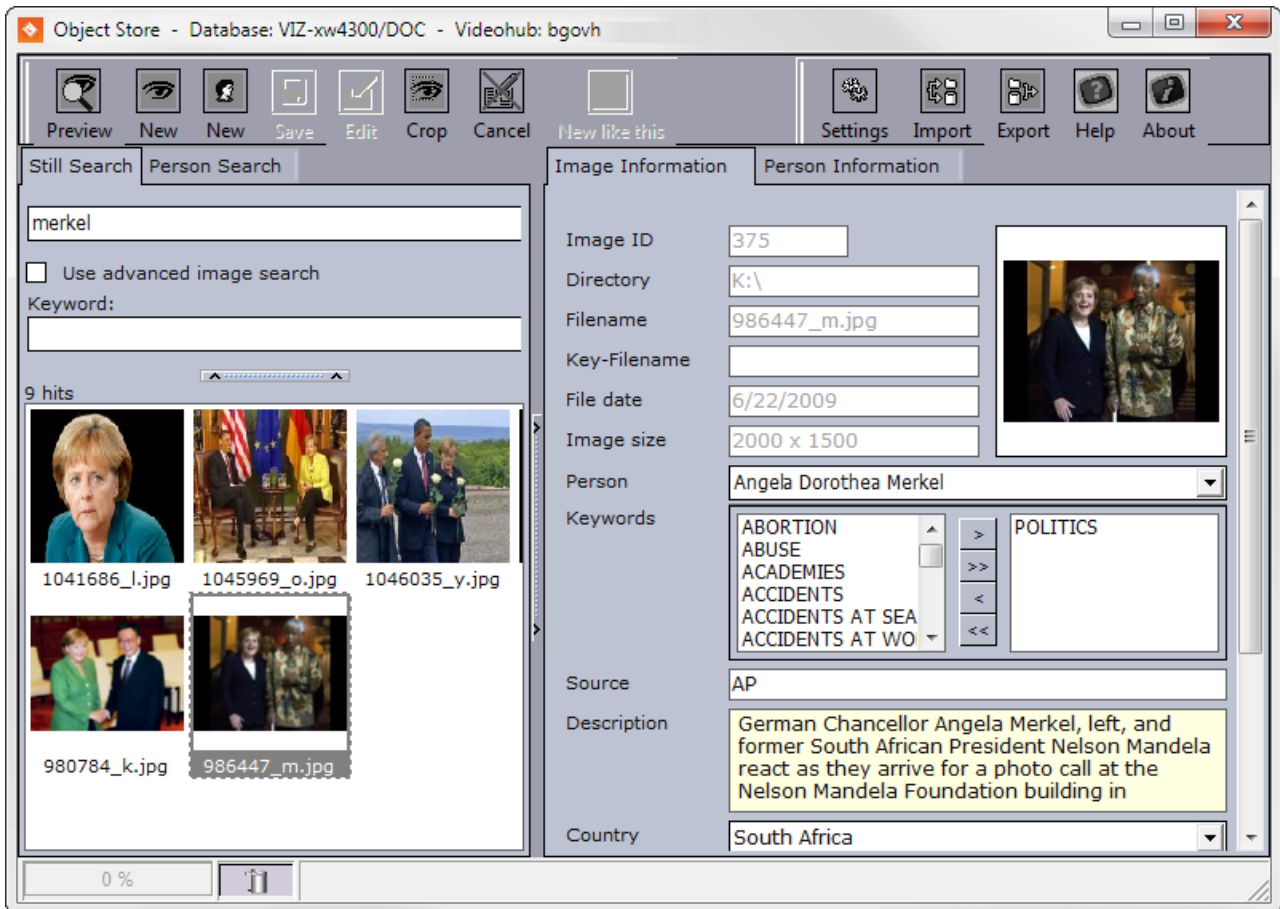 Object Store - Database: VIZ-xw4300/DOC - Videohub: bgovh
Preview New New Save Edit Crop Cancel New like this Settings Import Export Help About
Still Search Person Search
merkel
Use advanced image search
Keyword:
9 hits
1041686_l.jpg 1045969_o.jpg 1046035_y.jpg
980784_k.jpg 986447_m.jpg
Image Information Person Information
Image ID 375
Directory K:\
Filename 986447_m.jpg
Key-Filename
File date 6/22/2009
Image size 2000 x 1500
Person Angela Dorothea Merkel
Keywords
ABORTION
ABUSE
ACADEMIES
ACCIDENTS
ACCIDENTS AT SEA
ACCIDENTS AT WO
>
>>
<
<<
POLITICS
Source AP
Description German Chancellor Angela Merkel, left, and
former South African President Nelson Mandela
react as they arrive for a photo call at the
Nelson Mandela Foundation building in
Country South Africa
0 %